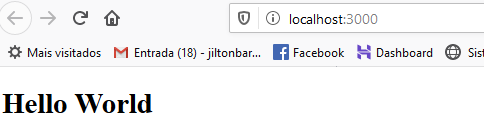 localhost:3000
Mais visitados Entrada (18) - jiltonbar... Facebook Dashboard Sist
Hello World